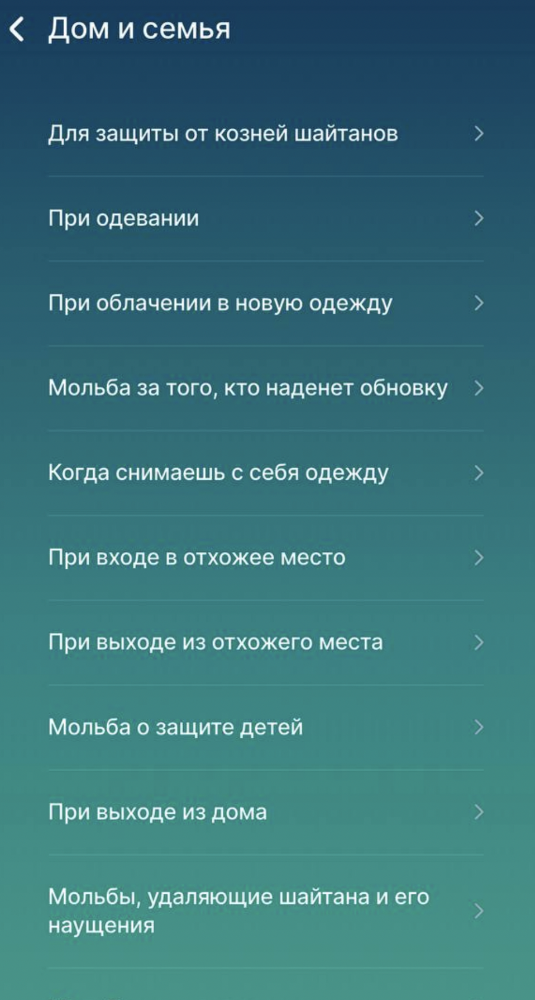 Дом и семья
Для защиты от козней шайтанов
При одевании
При облачении в новую одежду
Мольба за того, кто наденет обновку
Когда снимаешь с себя одежду
При входе в отхожее место
При выходе из отхожего места
Мольба о защите детей
При выходе из дома
Мольбы, удаляющие шайтана и его
наущения